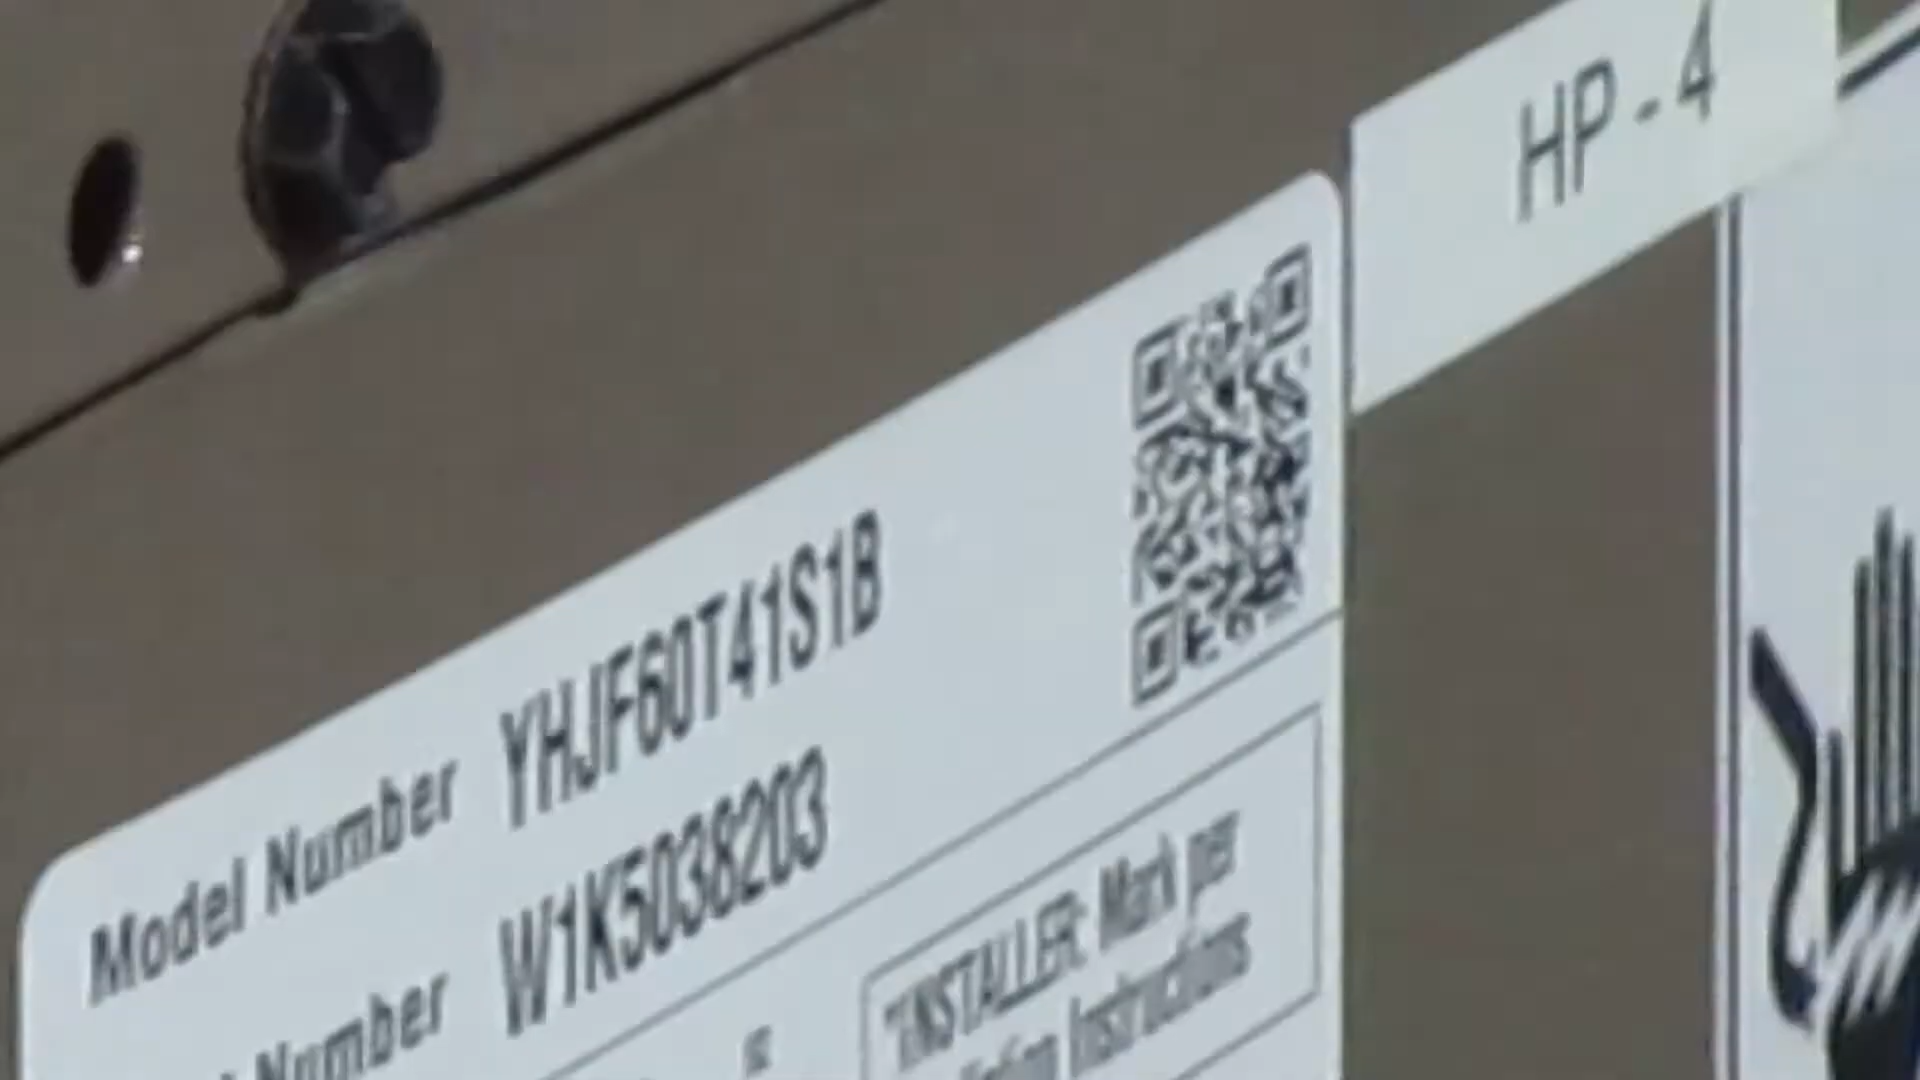 HP - 4
Model Number YHJF60T41S1B
Number W1K5038203
*INSTALLER: Mark per
Instructions